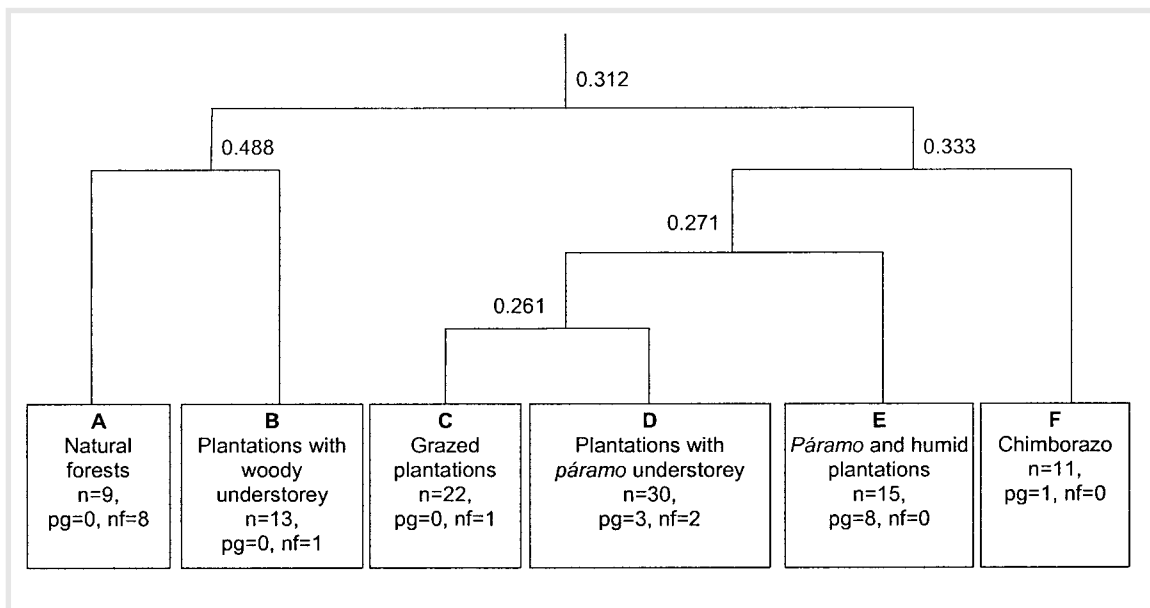 0.312
0.488
0.333
0.271
0.261
A
Natural
forests
n=9,
pg=0, nf=8
B
Plantations with
woody
understorey
n=13,
pg=0, nf=1
C
Grazed
plantations
n=22,
pg=0, nf=1
D
Plantations with
páramo understorey
n=30,
pg=3, nf=2
E
Páramo and humid
plantations
n=15,
pg=8, nf=0
F
Chimborazo
n=11,
pg=1, nf=0